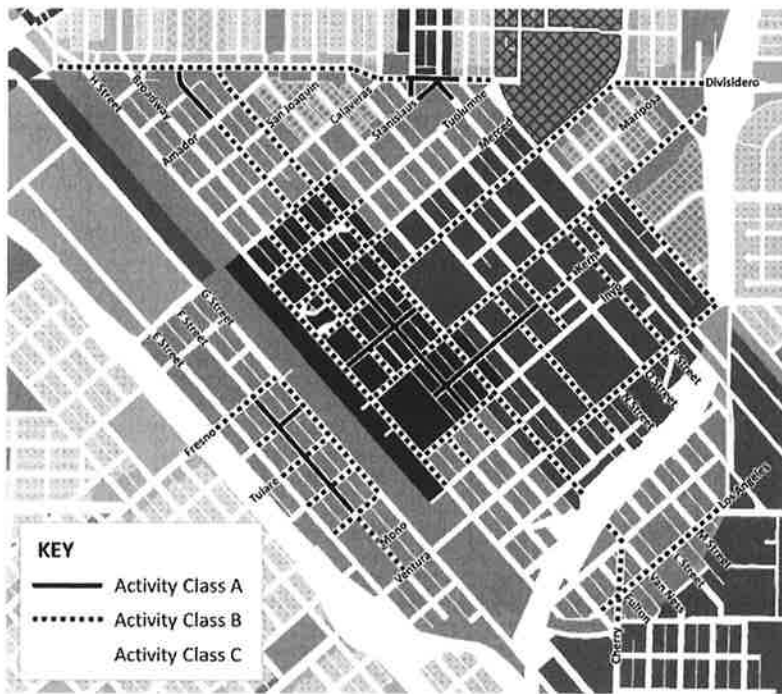 Divisidero
H Street
Broadway
Amador
San Joaquin
Calaveras
Stanislaus
Tuolumne
Merced
Mariposa
Kern
Inyo
G Street
F Street
E Street
Fresno
Tulare
Mono
Ventura
O Street
N Street
Los Angeles
M Street
L Street
Van Ness
Fulton
Cherry
KEY
Activity Class A
Activity Class B
Activity Class C